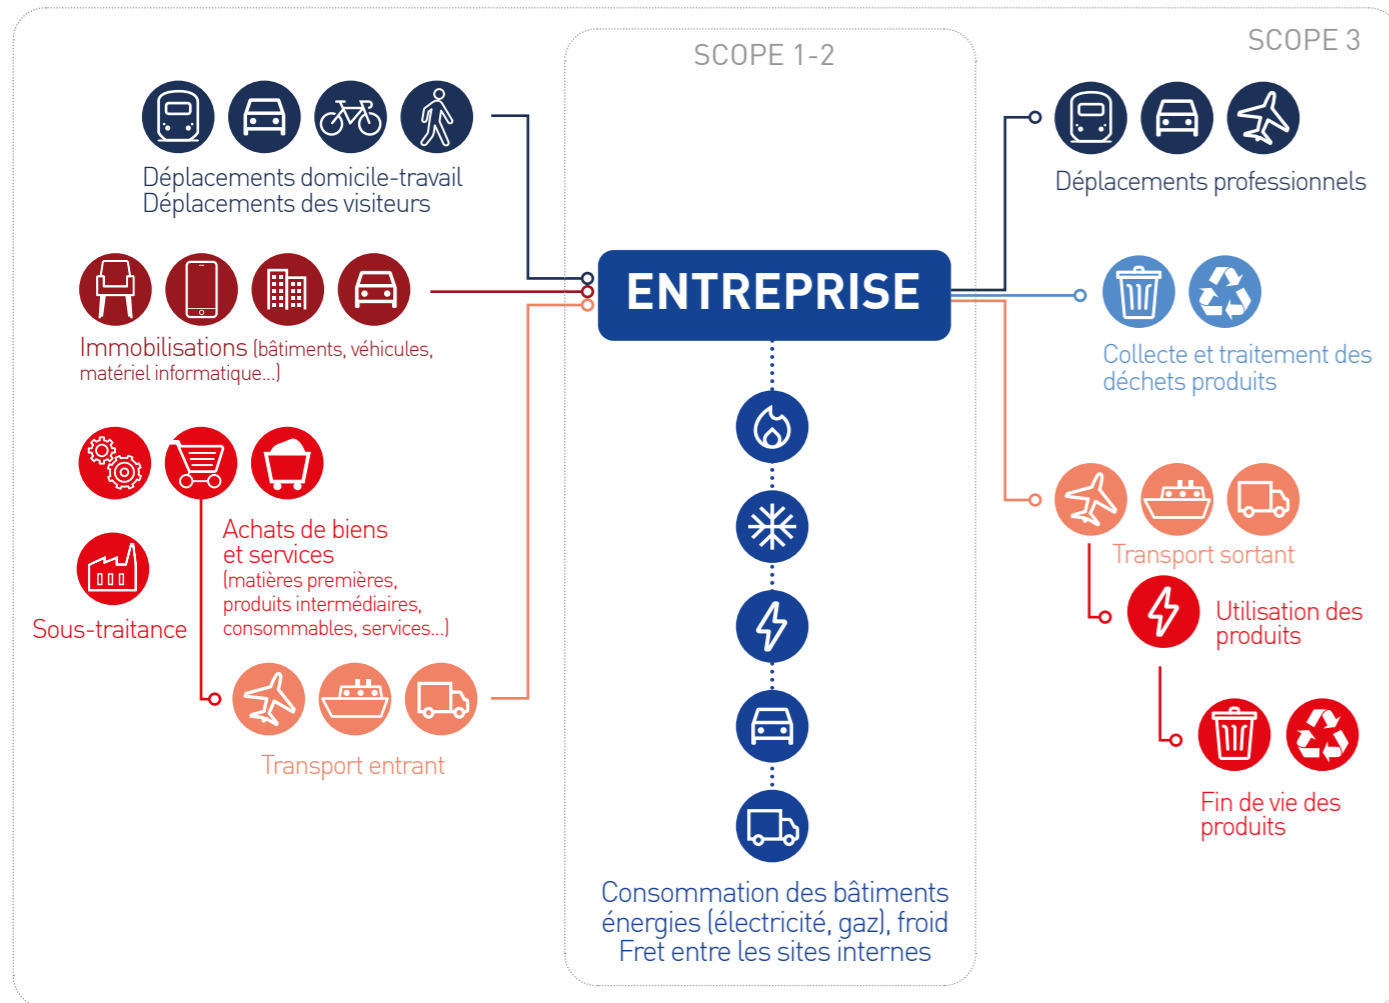 SCOPE 1-2
SCOPE 3
Déplacements domicile-travail
Déplacements des visiteurs
Déplacements professionnels
ENTREPRISE
Immobilisations (bâtiments, véhicules,
matériel informatique...)
Collecte et traitement des
déchets produits
Achats de biens
et services
(matières premières,
produits intermédiaires,
consommables, services...)
Sous-traitance
Transport entrant
Transport sortant
Utilisation des
produits
Fin de vie des
produits
Consommation des bâtiments
énergies (électricité, gaz), froid
Fret entre les sites internes